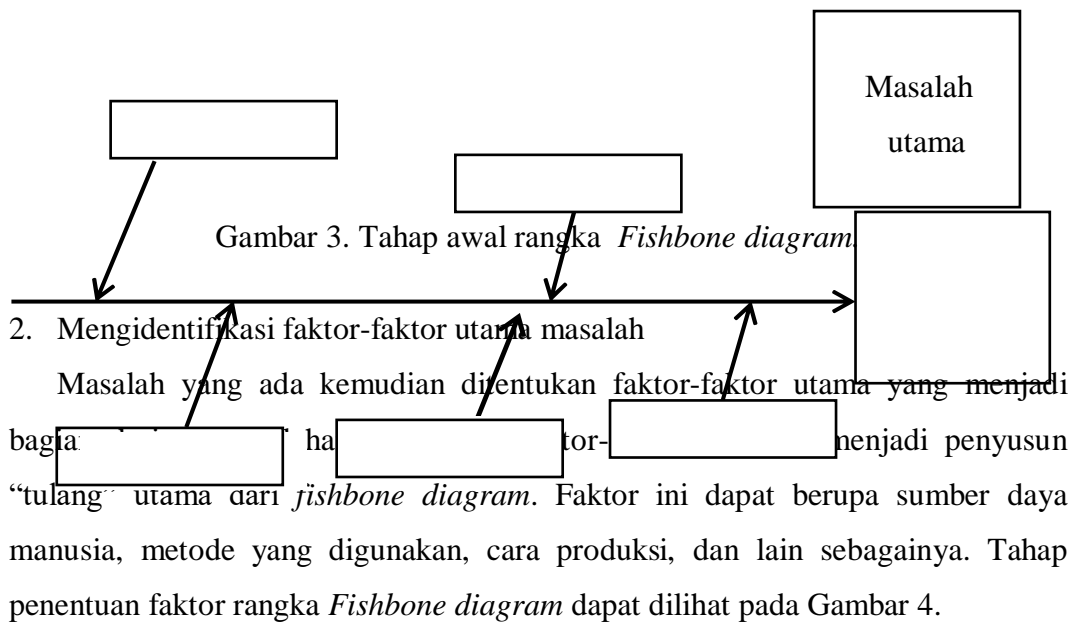 Masalah
utama
Gambar 3. Tahap awal rangka Fishbone diagram.
2. Mengidentifikasi faktor-faktor utama masalah
Masalah yang ada kemudian ditentukan faktor-faktor utama yang menjadi
menjadi penyusun
“tulang” utama dari fishbone diagram. Faktor ini dapat berupa sumber daya
manusia, metode yang digunakan, cara produksi, dan lain sebagainya. Tahap
penentuan faktor rangka Fishbone diagram dapat dilihat pada Gambar 4.